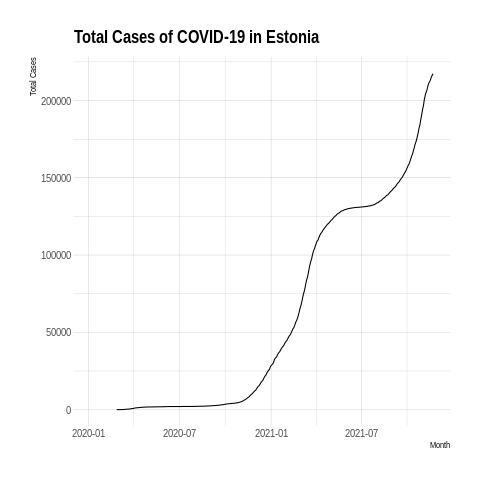 Total Cases of COVID-19 in Estonia
Total Cases
200000
150000
100000
50000
0
2020-01 2020-07 2021-01 2021-07
Month